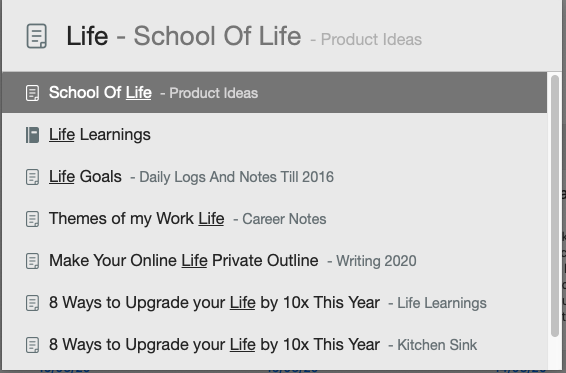 Life - School Of Life - Product Ideas
School Of Life - Product Ideas
Life Learnings
Life Goals - Daily Logs And Notes Till 2016
Themes of my Work Life - Career Notes
Make Your Online Life Private Outline - Writing 2020
8 Ways to Upgrade your Life by 10x This Year - Life Learnings
8 Ways to Upgrade your Life by 10x This Year - Kitchen Sink